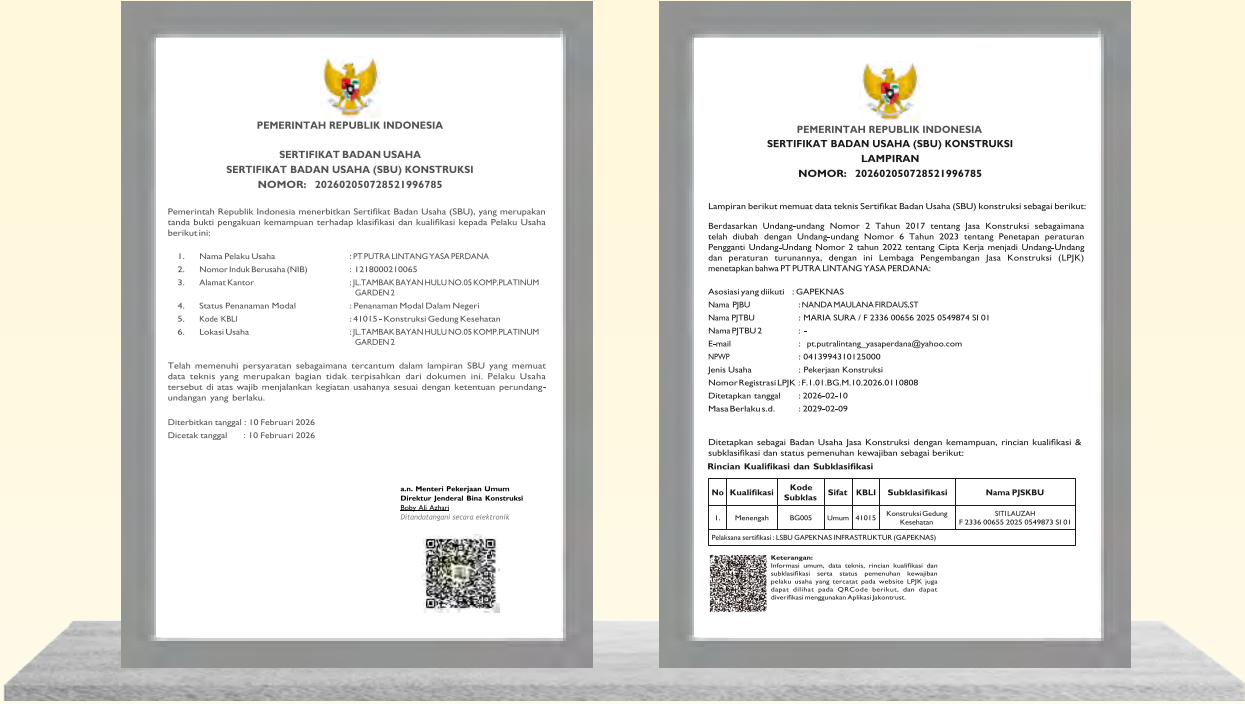 PEMERINTAH REPUBLIK INDONESIA
SERTIFIKAT BADAN USAHA
SERTIFIKAT BADAN USAHA (SBU) KONSTRUKSI
NOMOR: 202602050728521996785
Pemerintah Republik Indonesia menerbitkan Sertifikat Badan Usaha (SBU), yang merupakan
tanda bukti pengakuan kemampuan terhadap klasifikasi dan kualifikasi kepada Pelaku Usaha
berikut ini:
1. Nama Pelaku Usaha : PT PUTRA LINTANG YASA PERDANA
2. Nomor Induk Berusaha (NIB) : 1218000210065
3. Alamat Kantor : JL.TAMBAK BAYAN HULU NO.05 KOMP.PLATINUM
GARDEN 2
4. Status Penanaman Modal : Penanaman Modal Dalam Negeri
5. Kode KBLI : 41015 - Konstruksi Gedung Kesehatan
6. Lokasi Usaha : JL.TAMBAK BAYAN HULU NO.05 KOMP.PLATINUM
GARDEN 2
Telah memenuhi persyaratan sebagaimana tercantum dalam lampiran SBU yang memuat
data teknis yang merupakan bagian tidak terpisahkan dari dokumen ini. Pelaku Usaha
tersebut di atas wajib menjalankan kegiatan usahanya sesuai dengan ketentuan perundang-
undangan yang berlaku.
Diterbitkan tanggal : 10 Februari 2026
Dicetak tanggal : 10 Februari 2026
a.n. Menteri Pekerjaan Umum
Direktur Jenderal Bina Konstruksi
Boby Ali Azhari
Ditandatangani secara elektronik
PEMERINTAH REPUBLIK INDONESIA
SERTIFIKAT BADAN USAHA (SBU) KONSTRUKSI
LAMPIRAN
NOMOR: 202602050728521996785
Lampiran berikut memuat data teknis Sertifikat Badan Usaha (SBU) konstruksi sebagai berikut:
Berdasarkan Undang-undang Nomor 2 Tahun 2017 tentang Jasa Konstruksi sebagaimana
telah diubah dengan Undang-undang Nomor 6 Tahun 2023 tentang Penetapan peraturan
Pengganti Undang-Undang Nomor 2 tahun 2022 tentang Cipta Kerja menjadi Undang-Undang
dan peraturan turunannya, dengan ini Lembaga Pengembangan Jasa Konstruksi (LPJK)
menetapkan bahwa PT PUTRA LINTANG YASA PERDANA:
Asosiasi yang diikuti : GAPEKNAS
Nama PJBU : NANDA MAULANA FIRDAUS,ST
Nama PJTBU : MARIA SURA / F 2336 00656 2025 0549874 SI 01
Nama PJTBU 2 : -
E-mail : pt.putralintang_yasaperdana@yahoo.com
NPWP : 0413994310125000
Jenis Usaha : Pekerjaan Konstruksi
Nomor Registrasi LPJK : F.1.01.BG.M.10.2026.0110808
Ditetapkan tanggal : 2026-02-10
Masa Berlaku s.d. : 2029-02-09
Ditetapkan sebagai Badan Usaha Jasa Konstruksi dengan kemampuan, rincian kualifikasi &
subklasifikasi dan status pemenuhan kewajiban sebagai berikut:
Rincian Kualifikasi dan Subklasifikasi
No Kualifikasi Kode Subklas Sifat KBLI Subklasifikasi Nama PJSKBU
1. Menengah BG005 Umum 41015 Konstruksi Gedung Kesehatan SITI LAUZAH F 2336 00655 2025 0549873 SI 01
Pelaksana sertifikasi : LSBU GAPEKNAS INFRASTRUKTUR (GAPEKNAS)
Keterangan:
Informasi umum, data teknis, rincian kualifikasi dan
subklasifikasi serta status pemenuhan kewajiban
pelaku usaha yang tercatat pada website LPJK juga
dapat dilihat pada QRCode berikut, dan dapat
diverifikasi menggunakan Aplikasi Jakontrust.